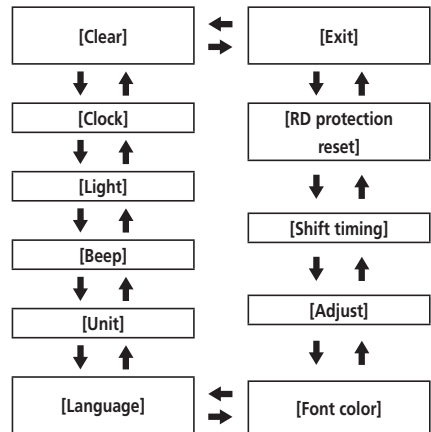 [Clear]
[Exit]
[Clock]
[RD protection
reset]
[Light]
[Shift timing]
[Beep]
[Adjust]
[Unit]
[Language]
[Font color]